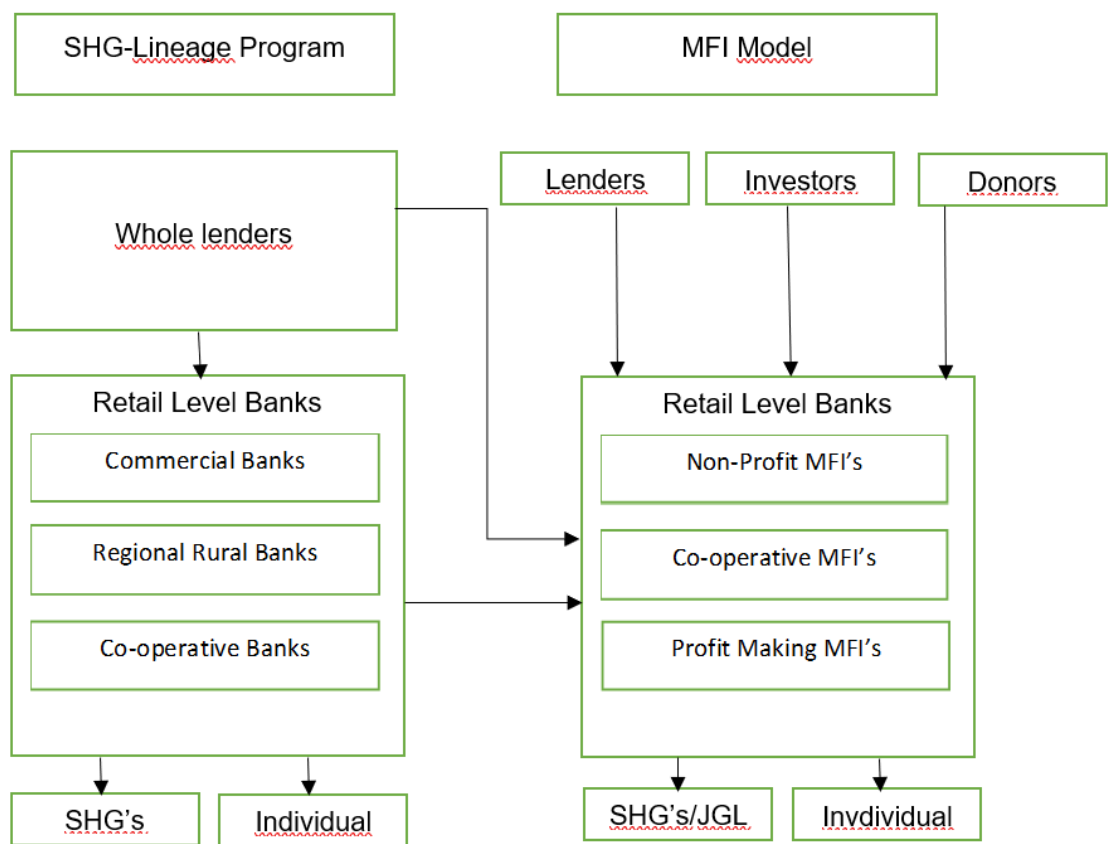 SHG-Lineage Program
MFI Model
Whole lenders
Lenders
Investors
Donors
Retail Level Banks
Commercial Banks
Regional Rural Banks
Co-operative Banks
Retail Level Banks
Non-Profit MFI's
Co-operative MFI's
Profit Making MFI's
SHG's
Individual
SHG's/JGL
Invdividual